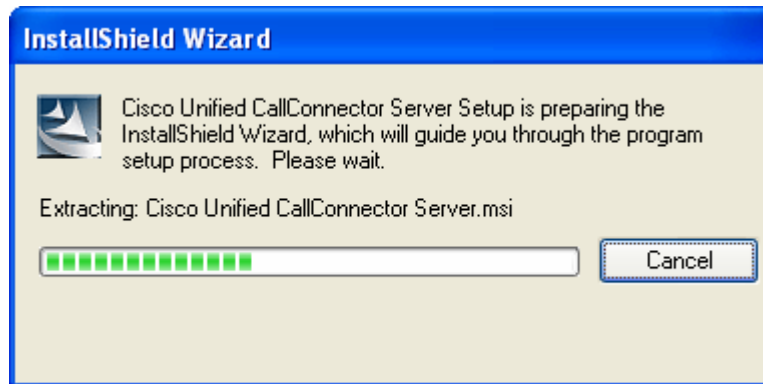 InstallShield Wizard
Cisco Unified CallConnector Server Setup is preparing the
InstallShield Wizard, which will guide you through the program
setup process.  Please wait.
Extracting: Cisco Unified CallConnector Server.msi
Cancel